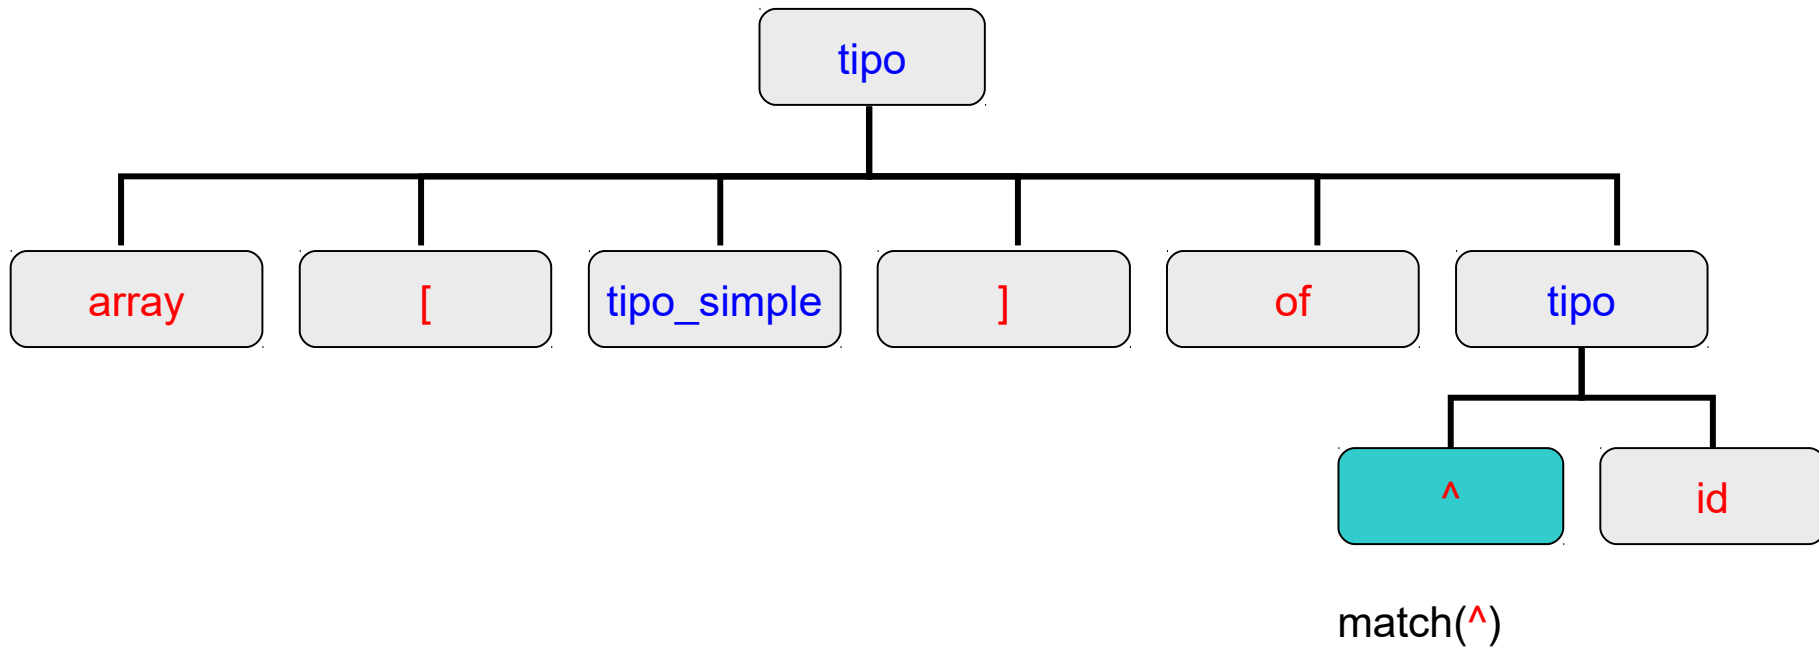 tipo
array [ tipo_simple ] of tipo
^ id
match(^)